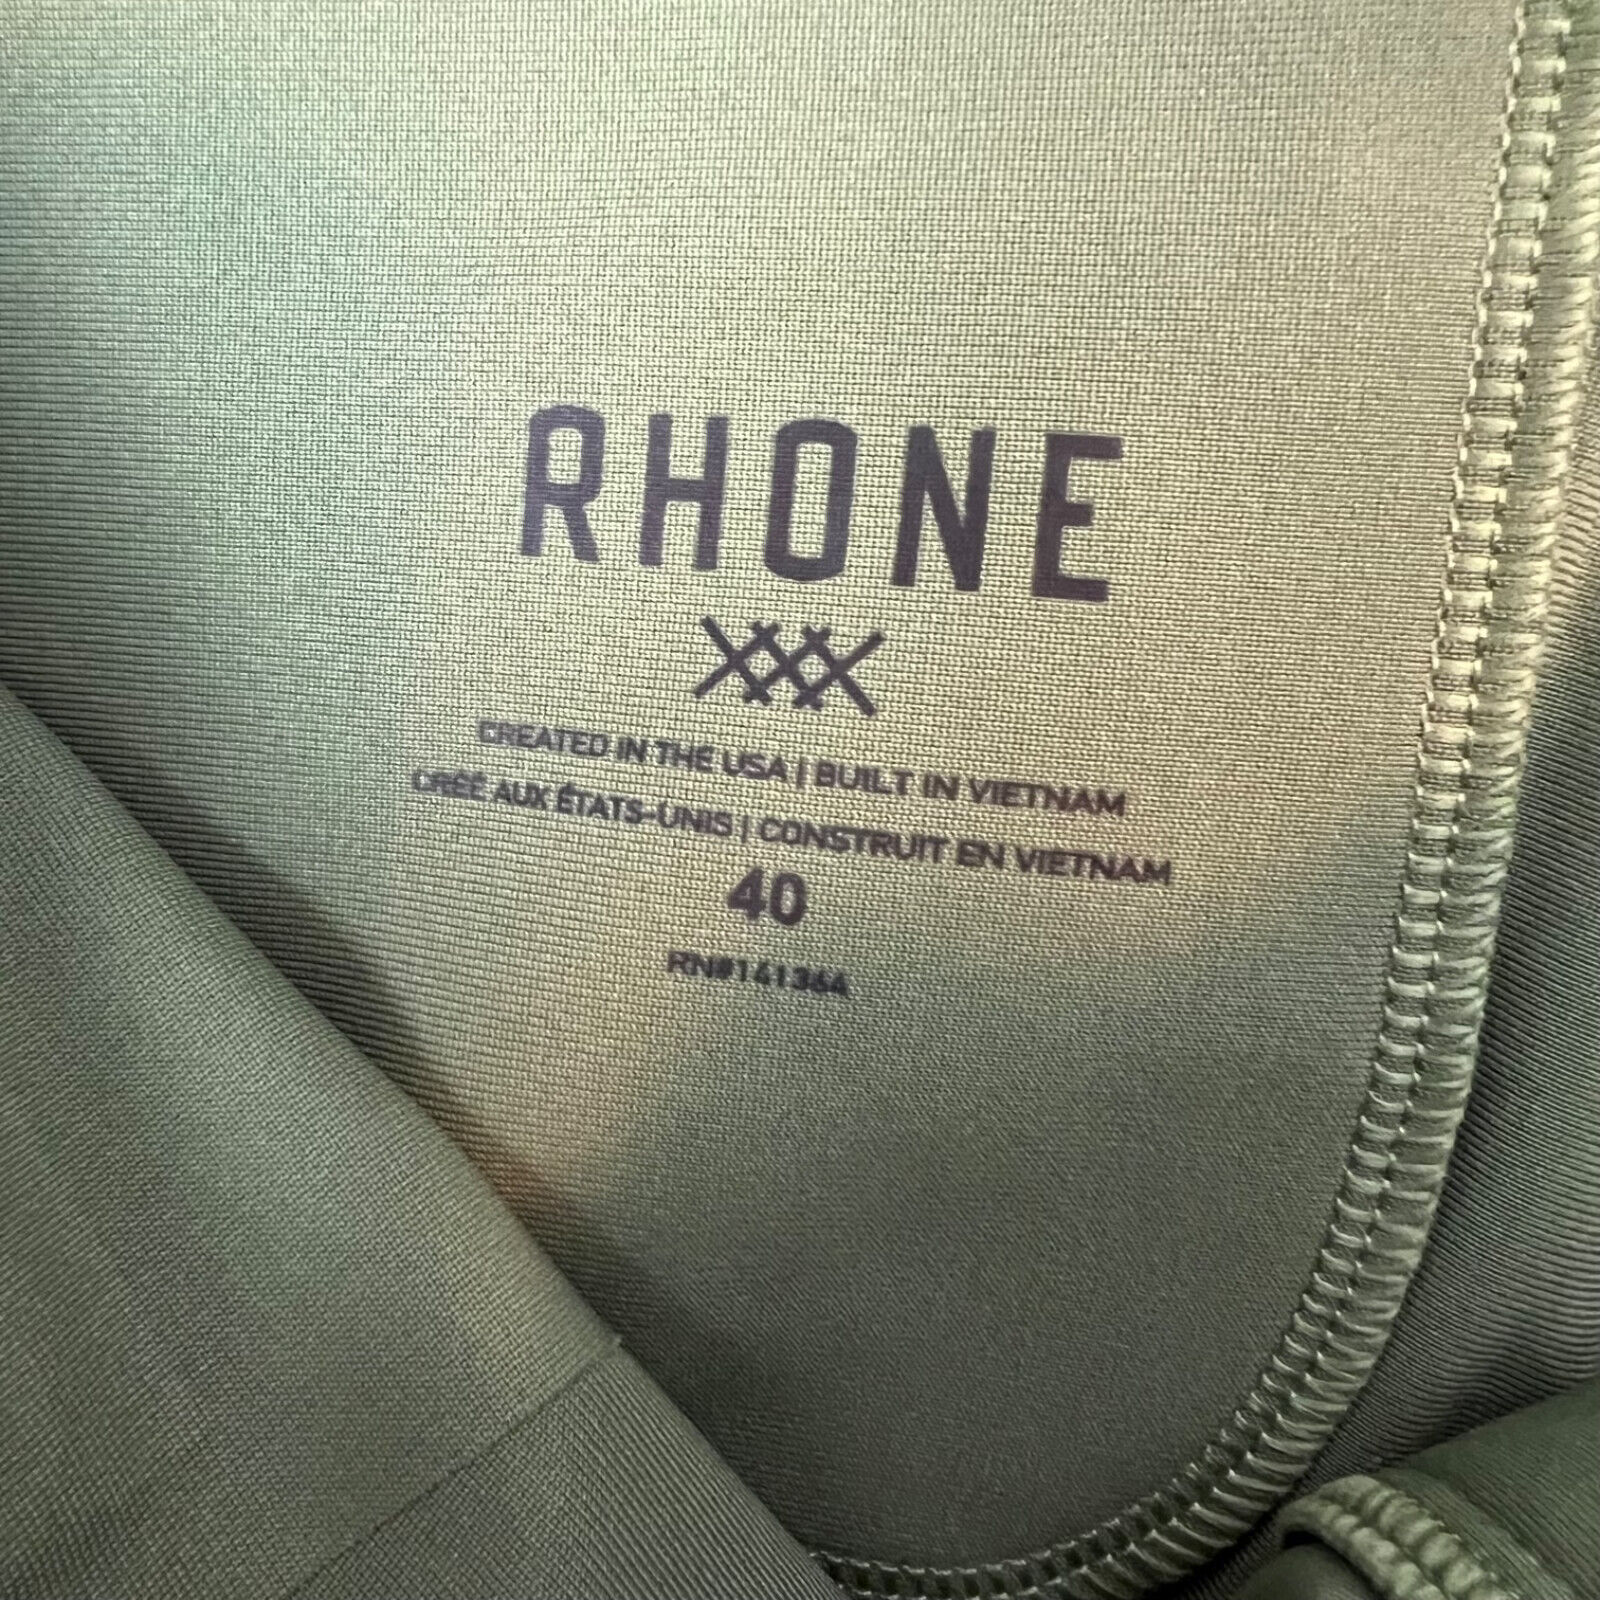 RHONE
CREATED IN THE USA | BUILT IN VIETNAM
CRÉÉ AUX ÉTATS-UNIS | CONSTRUIT EN VIETNAM
40
RN#141364